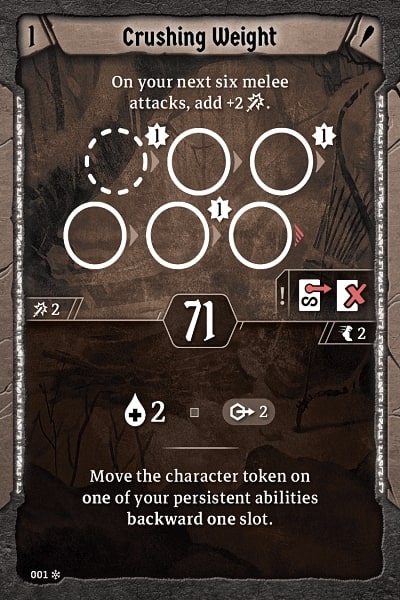 1 Crushing Weight
On your next six melee
attacks, add +2 .
1 1
1
!
S
2 71 2
2 2
Move the character token on
one of your persistent abilities
backward one slot.
001